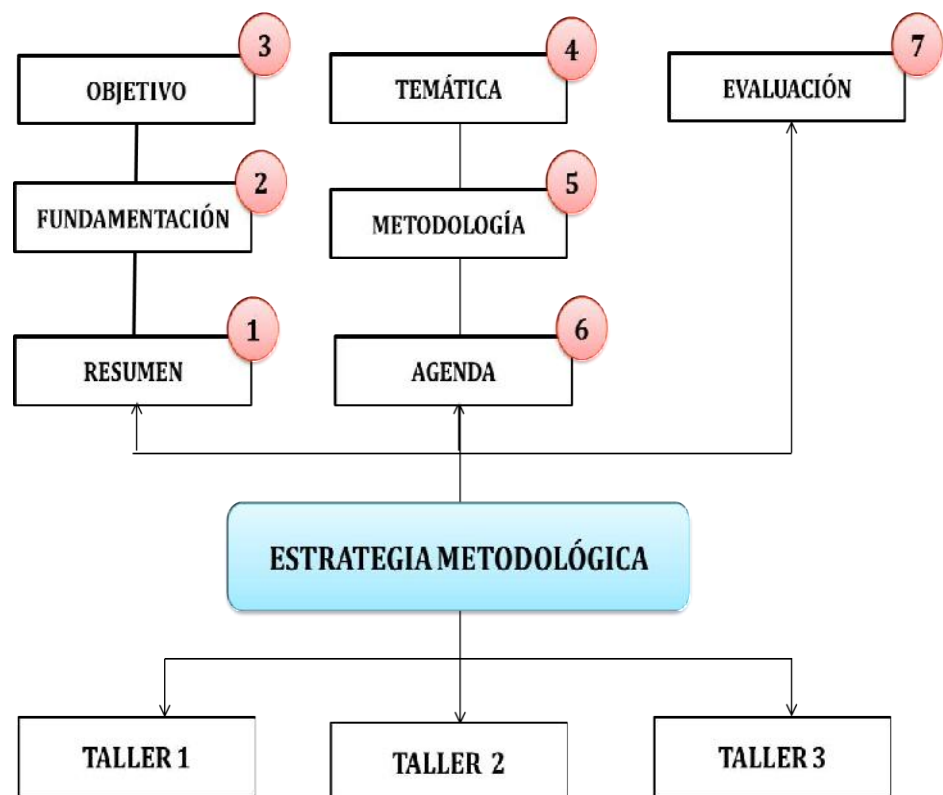 3
OBJETIVO
4
TEMÁTICA
7
EVALUACIÓN
2
FUNDAMENTACIÓN
5
METODOLOGÍA
1
RESUMEN
6
AGENDA
ESTRATEGIA METODOLÓGICA
TALLER 1
TALLER 2
TALLER 3